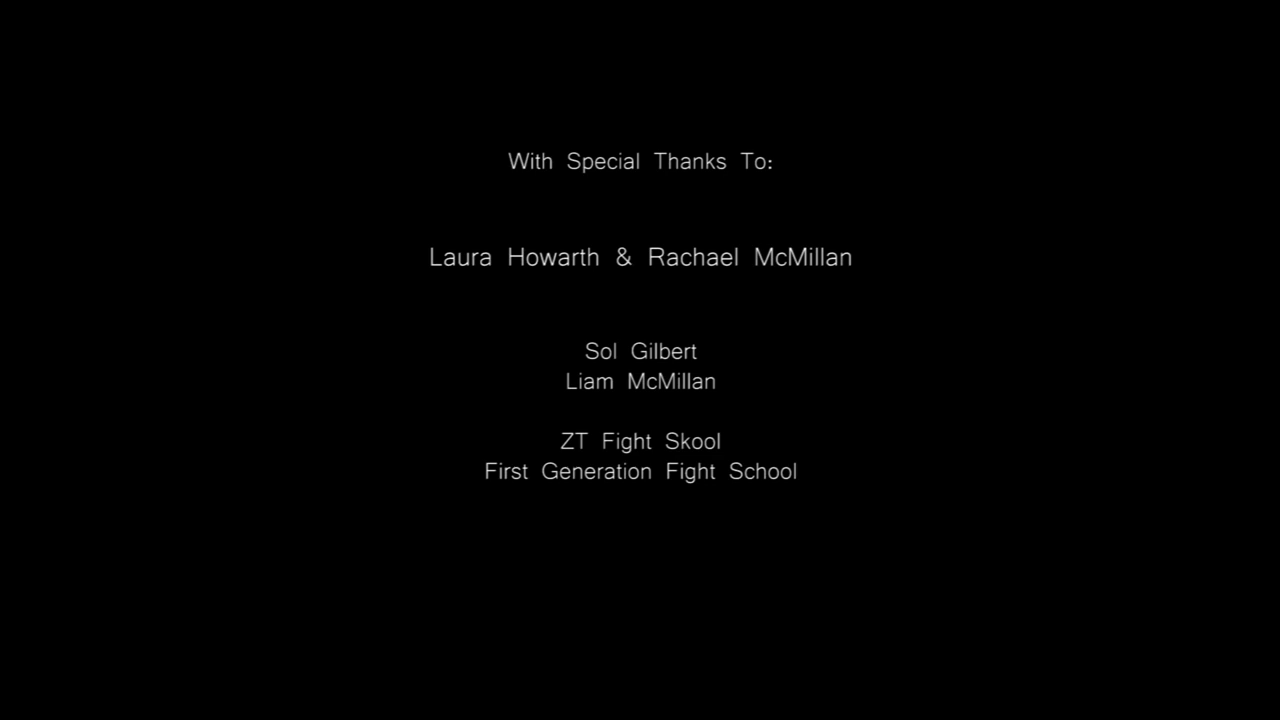 With Special Thanks To:
Laura Howarth & Rachael McMillan
Sol Gilbert
Liam McMillan
ZT Fight Skool
First Generation Fight School